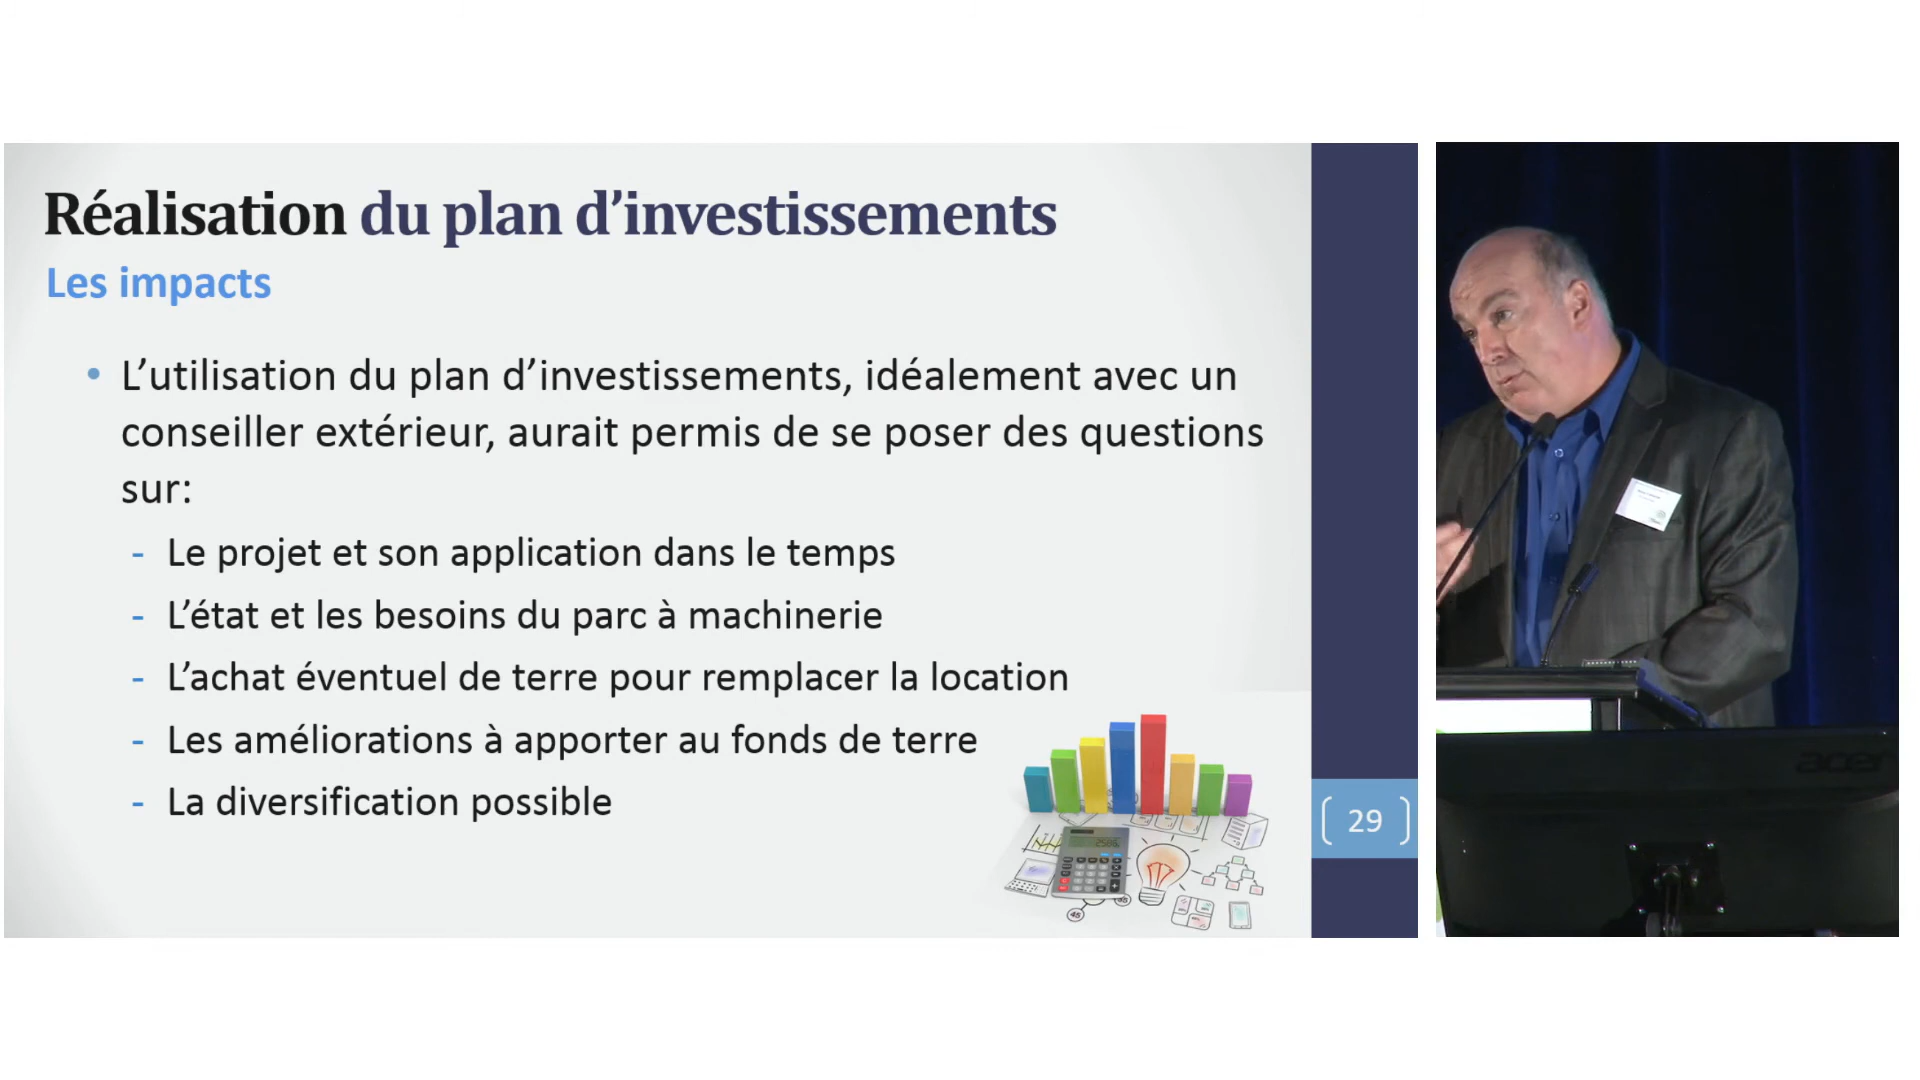 Réalisation du plan d’investissements
Les impacts
• L’utilisation du plan d’investissements, idéalement avec un
conseiller extérieur, aurait permis de se poser des questions
sur:
- Le projet et son application dans le temps
- L’état et les besoins du parc à machinerie
- L’achat éventuel de terre pour remplacer la location
- Les améliorations à apporter au fonds de terre
- La diversification possible
29
acer